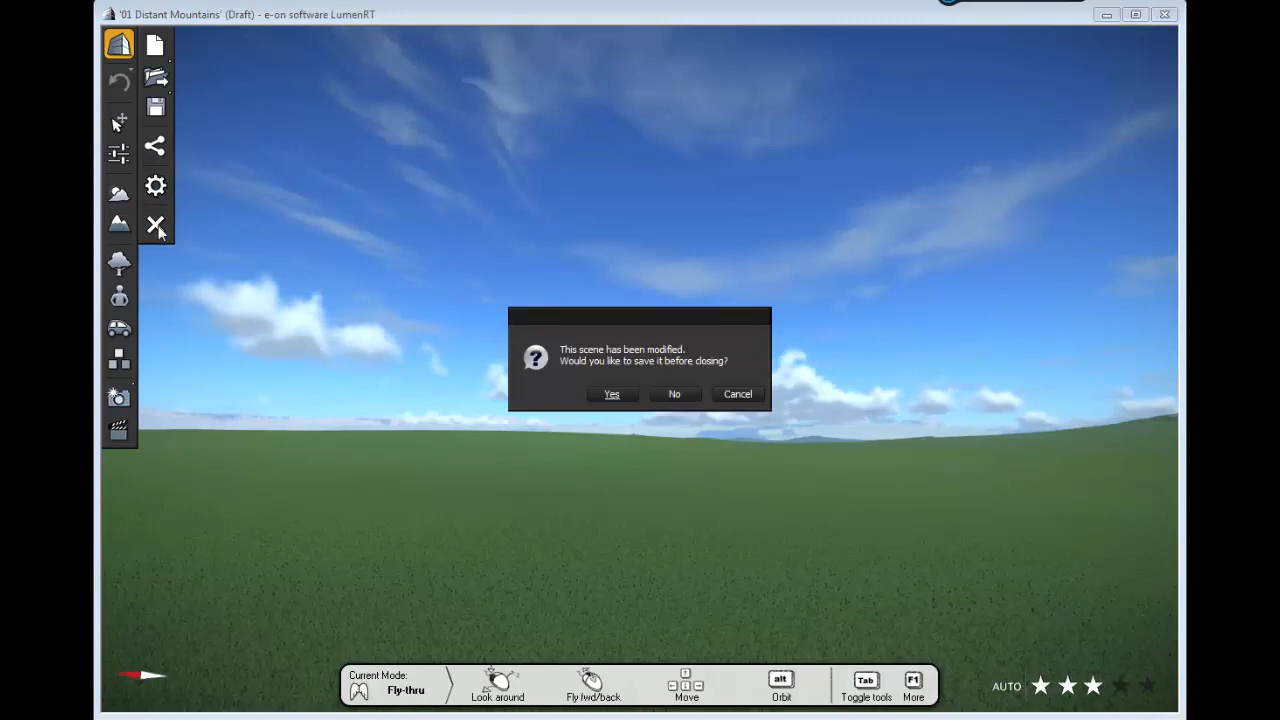 '01 Distant Mountains' (Draft) - e-on software LumenRT
This scene has been modified.
Would you like to save it before closing?
Yes
No
Cancel
Current Mode:
Fly-thru
Look around
Fly fwd/back
Move
alt
Orbit
Tab
Toggle tools
F1
More
AUTO